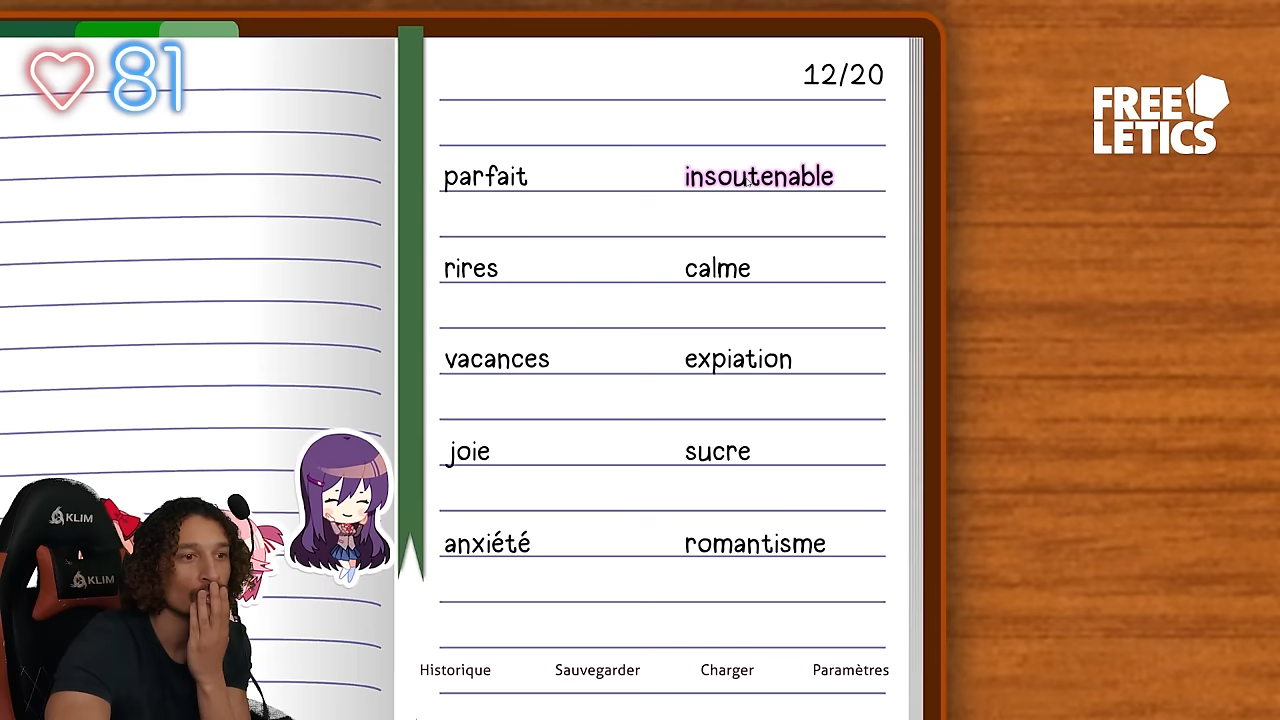 81
12/20
FREE
LETICS
parfait insoutenable
rires calme
vacances expiation
joie sucre
anxiété romantisme
KLIM
KLIM
Historique Sauvegarder Charger Paramètres